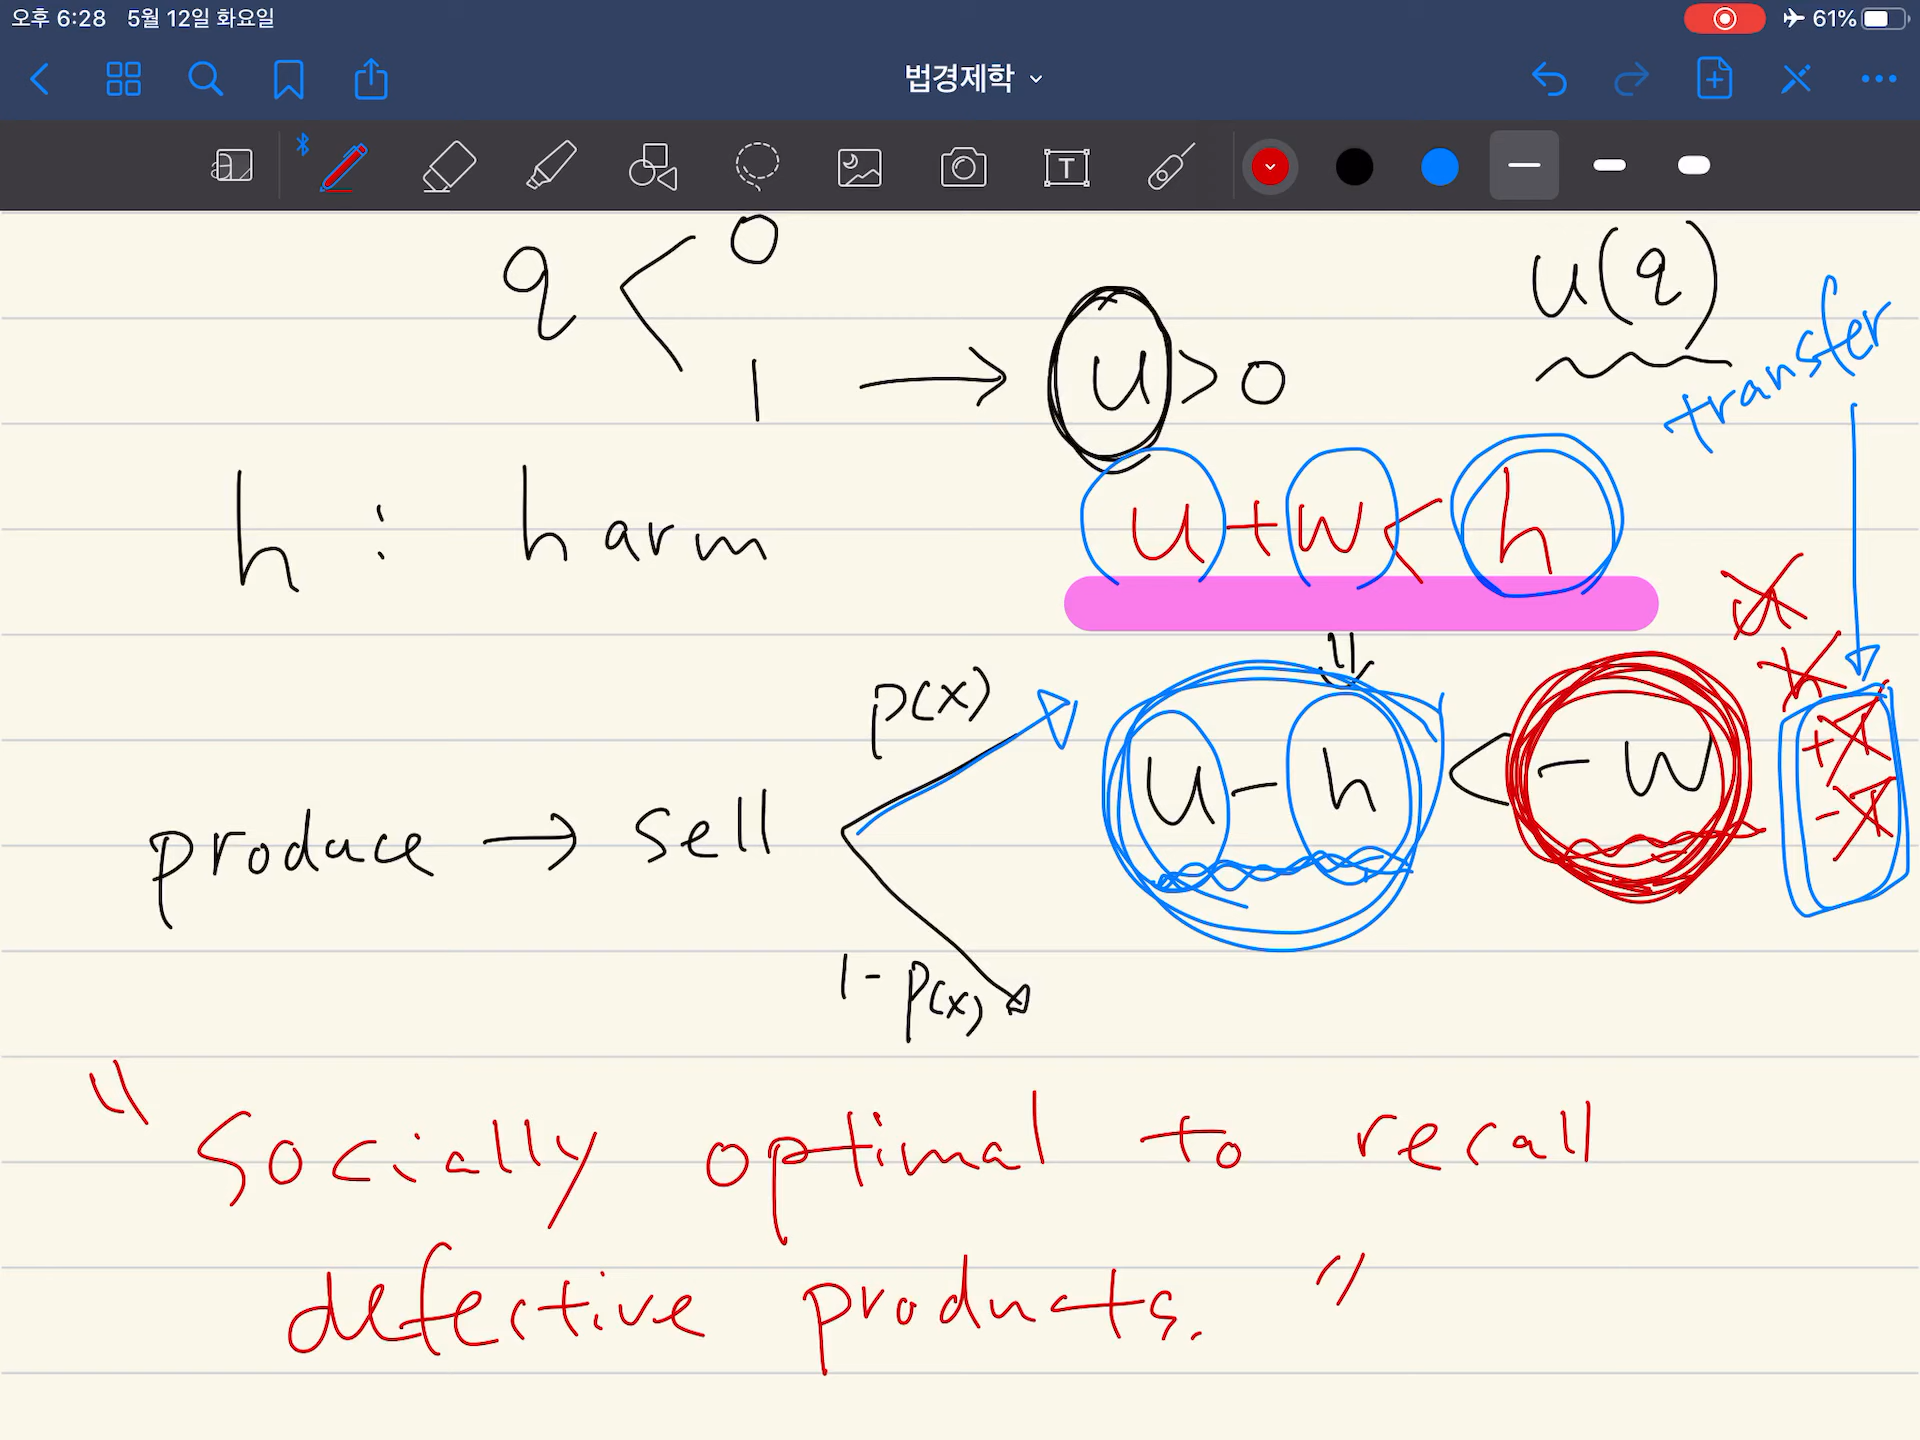 오후 6:28 5월 12일 화요일 61%
법경제학
q < 0
1 → u > 0
u(q)
transfer
h : harm
u + w < h
p(x)
u - h < - w
produce → sell
1 - p(x)
"Socially optimal to recall
defective products."